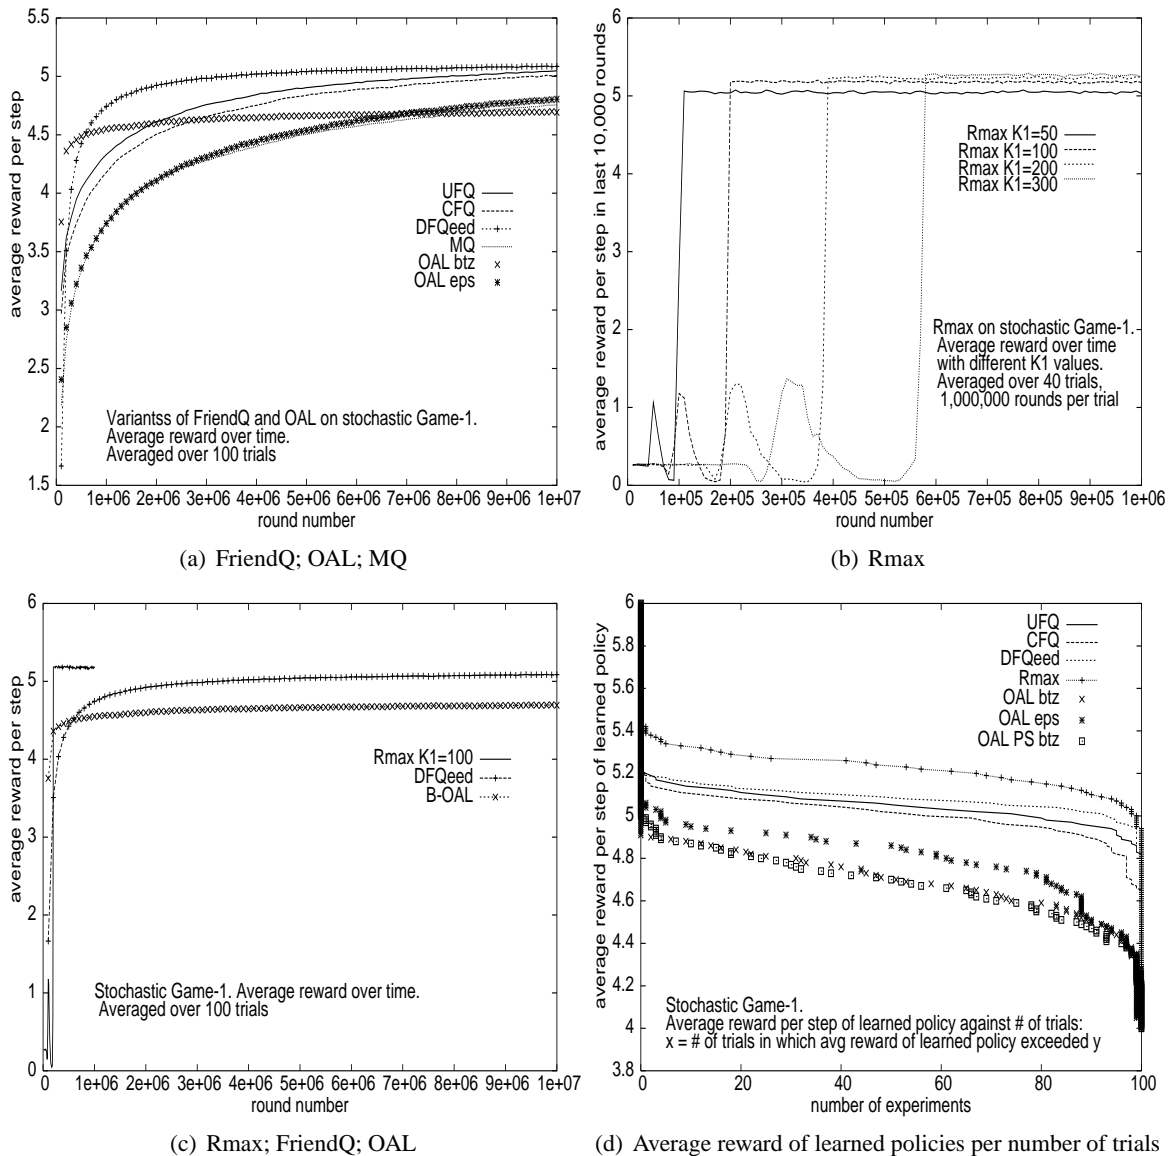 5.5
5
4.5
4
3.5
3
2.5
2
1.5
average reward per step
UFQ
CFQ
DFQeed
MQ
OAL btz
OAL eps
Variantss of FriendQ and OAL on stochastic Game-1.
Average reward over time.
Averaged over 100 trials
0 1e+06 2e+06 3e+06 4e+06 5e+06 6e+06 7e+06 8e+06 9e+06 1e+07
round number
(a) FriendQ; OAL; MQ
6
5
4
3
2
1
0
average reward per step in last 10,000 rounds
Rmax K1=50
Rmax K1=100
Rmax K1=200
Rmax K1=300
Rmax on stochastic Game-1.
Average reward over time
with different K1 values.
Averaged over 40 trials,
1,000,000 rounds per trial
0 1e+05 2e+05 3e+05 4e+05 5e+05 6e+05 7e+05 8e+05 9e+05 1e+06
round number
(b) Rmax
6
5
4
3
2
1
0
average reward per step
Rmax K1=100
DFQeed
B-OAL
Stochastic Game-1. Average reward over time.
Averaged over 100 trials
0 1e+06 2e+06 3e+06 4e+06 5e+06 6e+06 7e+06 8e+06 9e+06 1e+07
round number
(c) Rmax; FriendQ; OAL
6
5.8
5.6
5.4
5.2
5
4.8
4.6
4.4
4.2
4
3.8
average reward per step of learned policy
UFQ
CFQ
DFQeed
Rmax
OAL btz
OAL eps
OAL PS btz
Stochastic Game-1.
Average reward per step of learned policy against # of trials:
x = # of trials in which avg reward of learned policy exceeded y
0 20 40 60 80 100
number of experiments
(d) Average reward of learned policies per number of trials